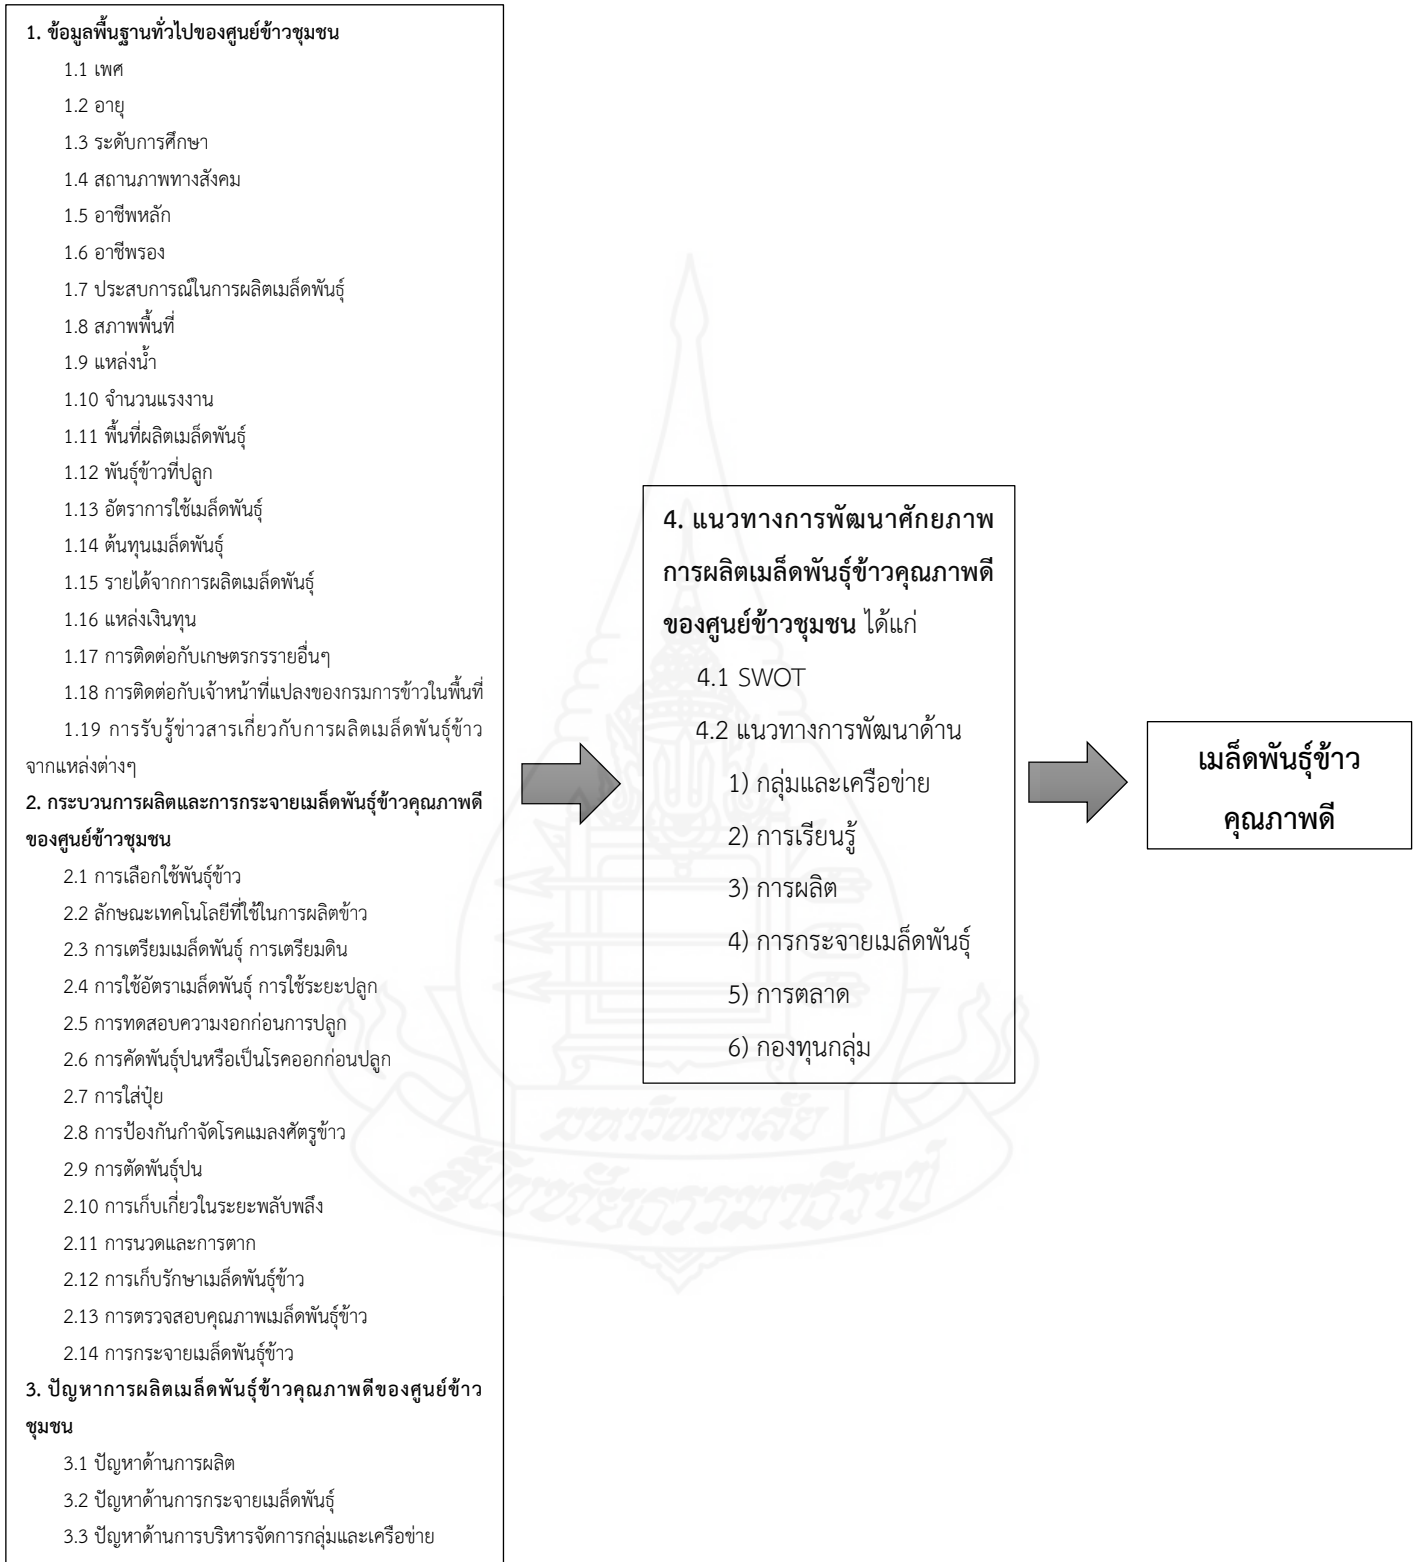 1. ข้อมูลพื้นฐานทั่วไปของศูนย์ข้าวชุมชน
1.1 เพศ
1.2 อายุ
1.3 ระดับการศึกษา
1.4 สถานภาพทางสังคม
1.5 อาชีพหลัก
1.6 อาชีพรอง
1.7 ประสบการณ์ในการผลิตเมล็ดพันธุ์
1.8 สภาพพื้นที่
1.9 แหล่งน้ำ
1.10 จำนวนแรงงาน
1.11 พื้นที่ผลิตเมล็ดพันธุ์
1.12 พันธุ์ข้าวที่ปลูก
1.13 อัตราการใช้เมล็ดพันธุ์
1.14 ต้นทุนเมล็ดพันธุ์
1.15 รายได้จากการผลิตเมล็ดพันธุ์
1.16 แหล่งเงินทุน
1.17 การติดต่อกับเกษตรกรรายอื่นๆ
1.18 การติดต่อกับเจ้าหน้าที่แปลงของกรมการข้าวในพื้นที่
1.19 การรับรู้ข่าวสารเกี่ยวกับการผลิตเมล็ดพันธุ์ข้าว
จากแหล่งต่างๆ
2. กระบวนการผลิตและการกระจายเมล็ดพันธุ์ข้าวคุณภาพดี
ของศูนย์ข้าวชุมชน
2.1 การเลือกใช้พันธุ์ข้าว
2.2 ลักษณะเทคโนโลยีที่ใช้ในการผลิตข้าว
2.3 การเตรียมเมล็ดพันธุ์ การเตรียมดิน
2.4 การใช้อัตราเมล็ดพันธุ์ การใช้ระยะปลูก
2.5 การทดสอบความงอกก่อนการปลูก
2.6 การคัดพันธุ์ปนหรือเป็นโรคออกก่อนปลูก
2.7 การใส่ปุ๋ย
2.8 การป้องกันกำจัดโรคแมลงศัตรูข้าว
2.9 การตัดพันธุ์ปน
2.10 การเก็บเกี่ยวในระยะพลับพลึง
2.11 การนวดและการตาก
2.12 การเก็บรักษาเมล็ดพันธุ์ข้าว
2.13 การตรวจสอบคุณภาพเมล็ดพันธุ์ข้าว
2.14 การกระจายเมล็ดพันธุ์ข้าว
3. ปัญหาการผลิตเมล็ดพันธุ์ข้าวคุณภาพดีของศูนย์ข้าว
ชุมชน
3.1 ปัญหาด้านการผลิต
3.2 ปัญหาด้านการกระจายเมล็ดพันธุ์
3.3 ปัญหาด้านการบริหารจัดการกลุ่มและเครือข่าย
4. แนวทางการพัฒนาศักยภาพ
การผลิตเมล็ดพันธุ์ข้าวคุณภาพดี
ของศูนย์ข้าวชุมชน ได้แก่
4.1 SWOT
4.2 แนวทางการพัฒนาด้าน
1) กลุ่มและเครือข่าย
2) การเรียนรู้
3) การผลิต
4) การกระจายเมล็ดพันธุ์
5) การตลาด
6) กองทุนกลุ่ม
เมล็ดพันธุ์ข้าว
คุณภาพดี
มหาวิทยาลัย
สุโขทัยธรรมาธิราช